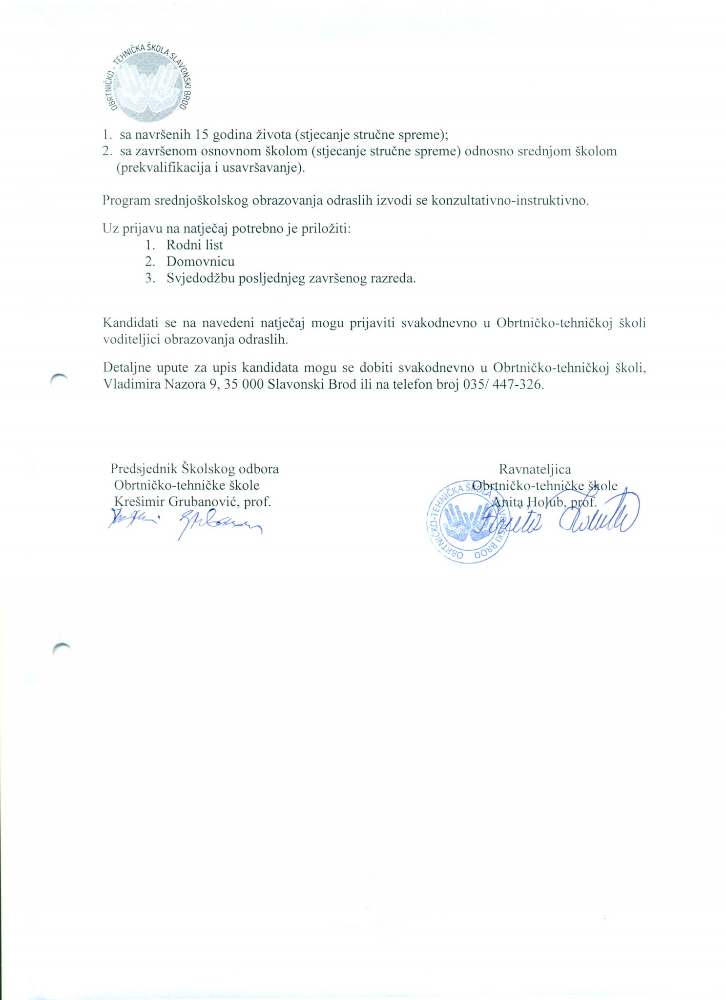 OBRTNIČKO - TEHNIČKA ŠKOLA SLAVONSKI BROD
1. sa navršenih 15 godina života (stjecanje stručne spreme);
2. sa završenom osnovnom školom (stjecanje stručne spreme) odnosno srednjom školom
(prekvalifikacija i usavršavanje).
Program srednjoškolskog obrazovanja odraslih izvodi se konzultativno-instruktivno.
Uz prijavu na natječaj potrebno je priložiti:
1. Rodni list
2. Domovnicu
3. Svjedodžbu posljednjeg završenog razreda.
Kandidati se na navedeni natječaj mogu prijaviti svakodnevno u Obrtničko-tehničkoj školi
voditeljici obrazovanja odraslih.
Detaljne upute za upis kandidata mogu se dobiti svakodnevno u Obrtničko-tehničkoj školi,
Vladimira Nazora 9, 35 000 Slavonski Brod ili na telefon broj 035/ 447-326.
Predsjednik Školskog odbora
Obrtničko-tehničke škole
Krešimir Grubanović, prof.
Ravnateljica
Obrtničko-tehničke škole
Anita Holub, prof.
OBRTNIČKO-TEHNIČKA ŠKOLA SLAVONSKI BROD
Anita Holub